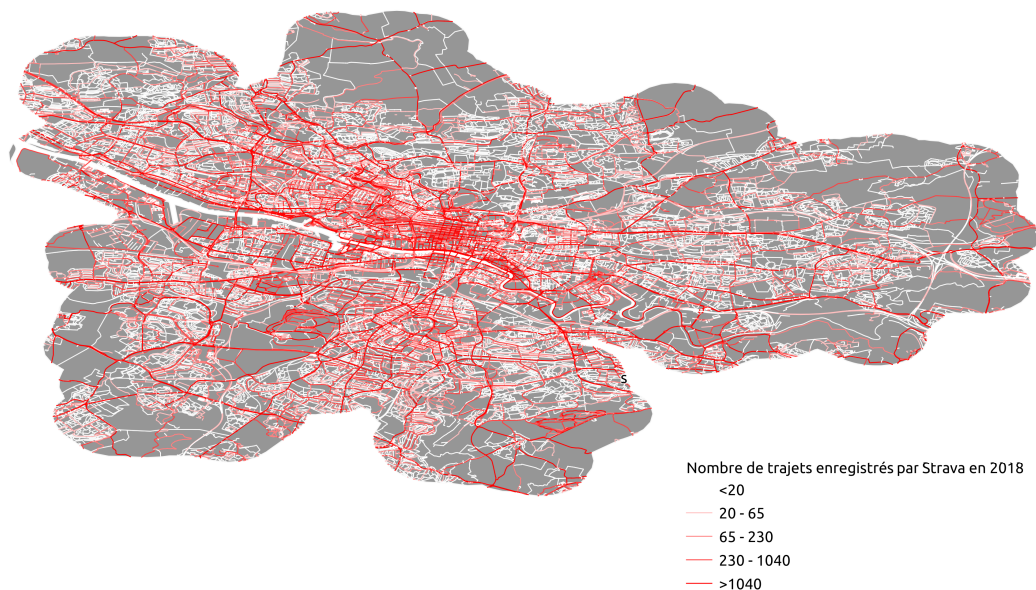 S
Nombre de trajets enregistrés par Strava en 2018
<20
20 - 65
65 - 230
230 - 1040
>1040